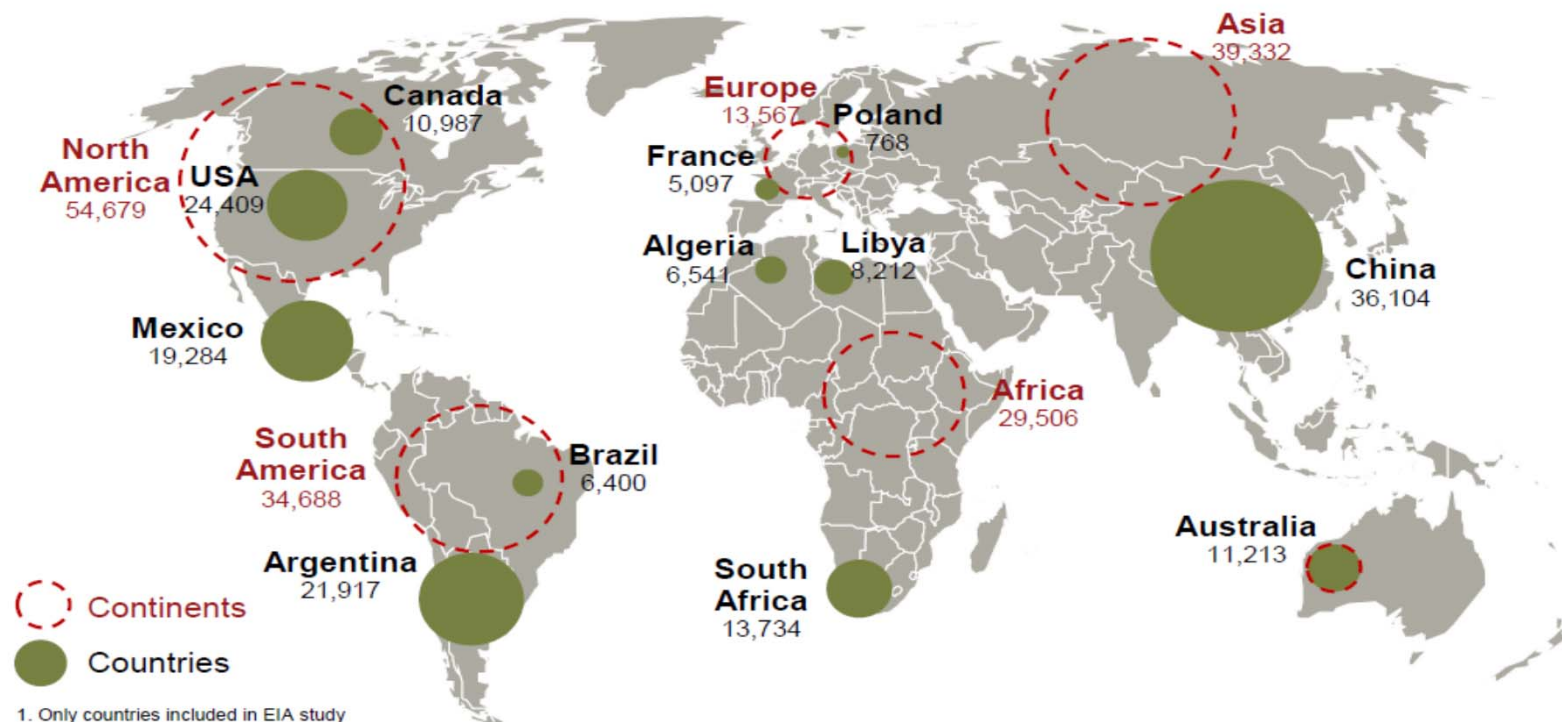 Asia
39,332
Canada
10,987
Europe
13,567
Poland
768
North
America
54,679
USA
24,409
France
5,097
Algeria
6,541
Libya
8,212
China
36,104
Mexico
19,284
Africa
29,506
South
America
34,688
Brazil
6,400
Australia
11,213
Argentina
21,917
South
Africa
13,734
Continents
Countries
1. Only countries included in EIA study